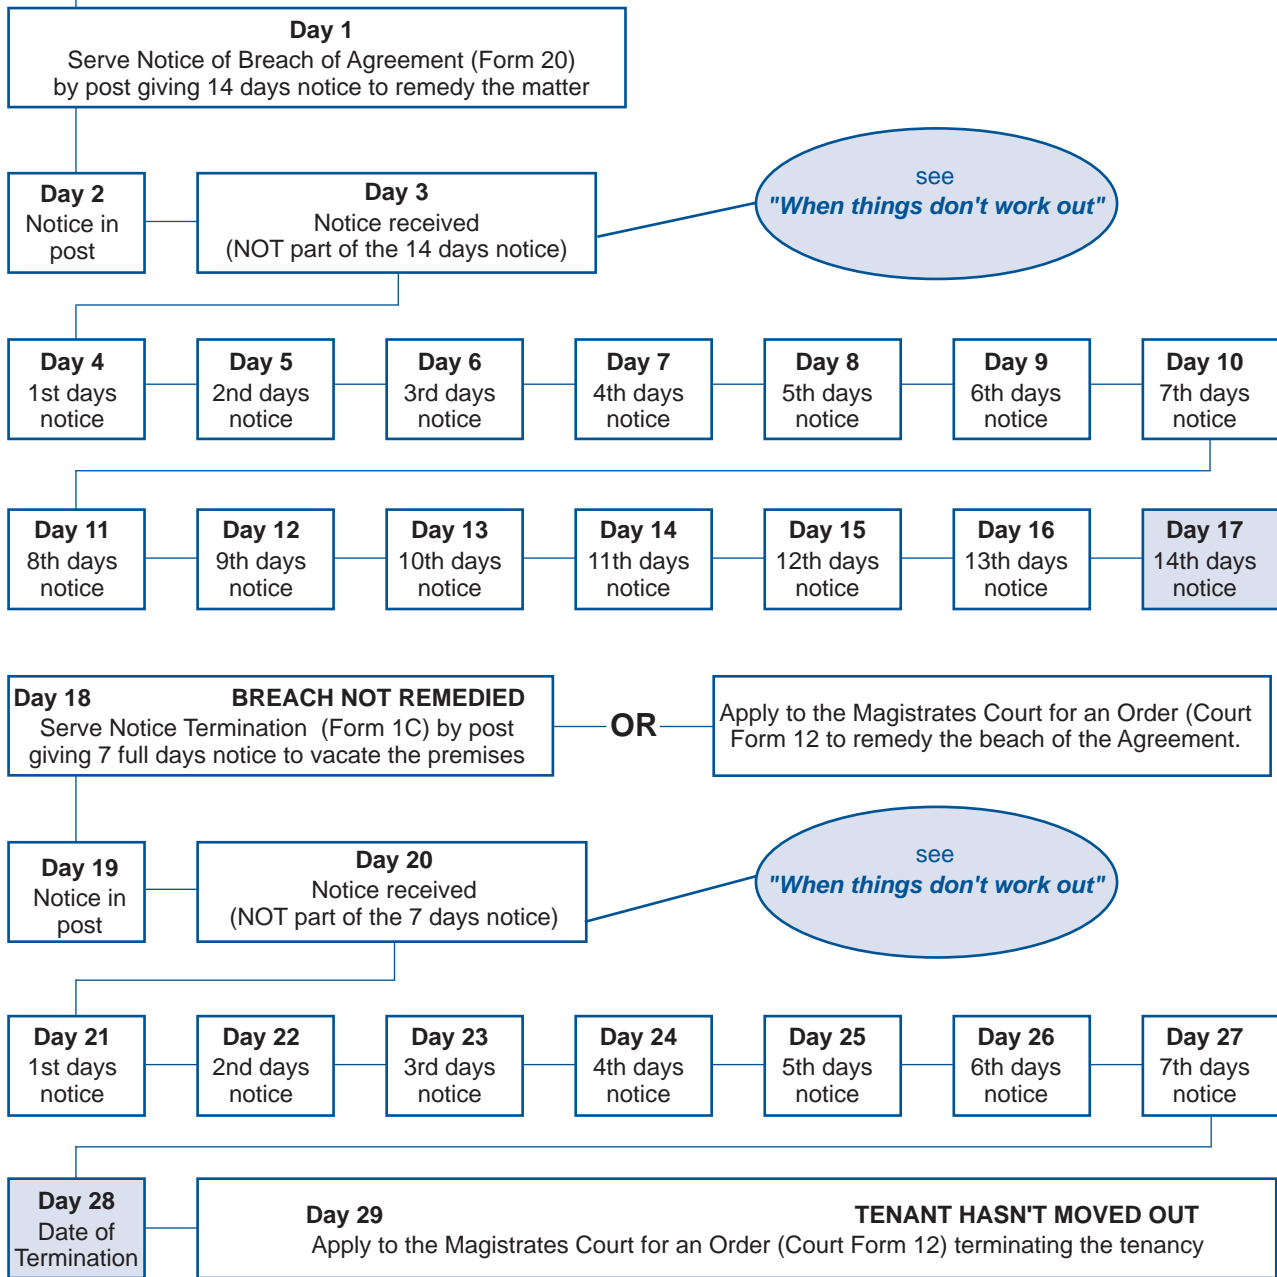 Day 1
Serve Notice of Breach of Agreement (Form 20)
by post giving 14 days notice to remedy the matter
Day 2
Notice in
post
Day 3
Notice received
(NOT part of the 14 days notice)
see
"When things don't work out"
Day 4
1st days
notice
Day 5
2nd days
notice
Day 6
3rd days
notice
Day 7
4th days
notice
Day 8
5th days
notice
Day 9
6th days
notice
Day 10
7th days
notice
Day 11
8th days
notice
Day 12
9th days
notice
Day 13
10th days
notice
Day 14
11th days
notice
Day 15
12th days
notice
Day 16
13th days
notice
Day 17
14th days
notice
Day 18 BREACH NOT REMEDIED
Serve Notice Termination (Form 1C) by post
giving 7 full days notice to vacate the premises
OR
Apply to the Magistrates Court for an Order (Court
Form 12 to remedy the beach of the Agreement.
Day 19
Notice in
post
Day 20
Notice received
(NOT part of the 7 days notice)
see
"When things don't work out"
Day 21
1st days
notice
Day 22
2nd days
notice
Day 23
3rd days
notice
Day 24
4th days
notice
Day 25
5th days
notice
Day 26
6th days
notice
Day 27
7th days
notice
Day 28
Date of
Termination
Day 29 TENANT HASN'T MOVED OUT
Apply to the Magistrates Court for an Order (Court Form 12) terminating the tenancy